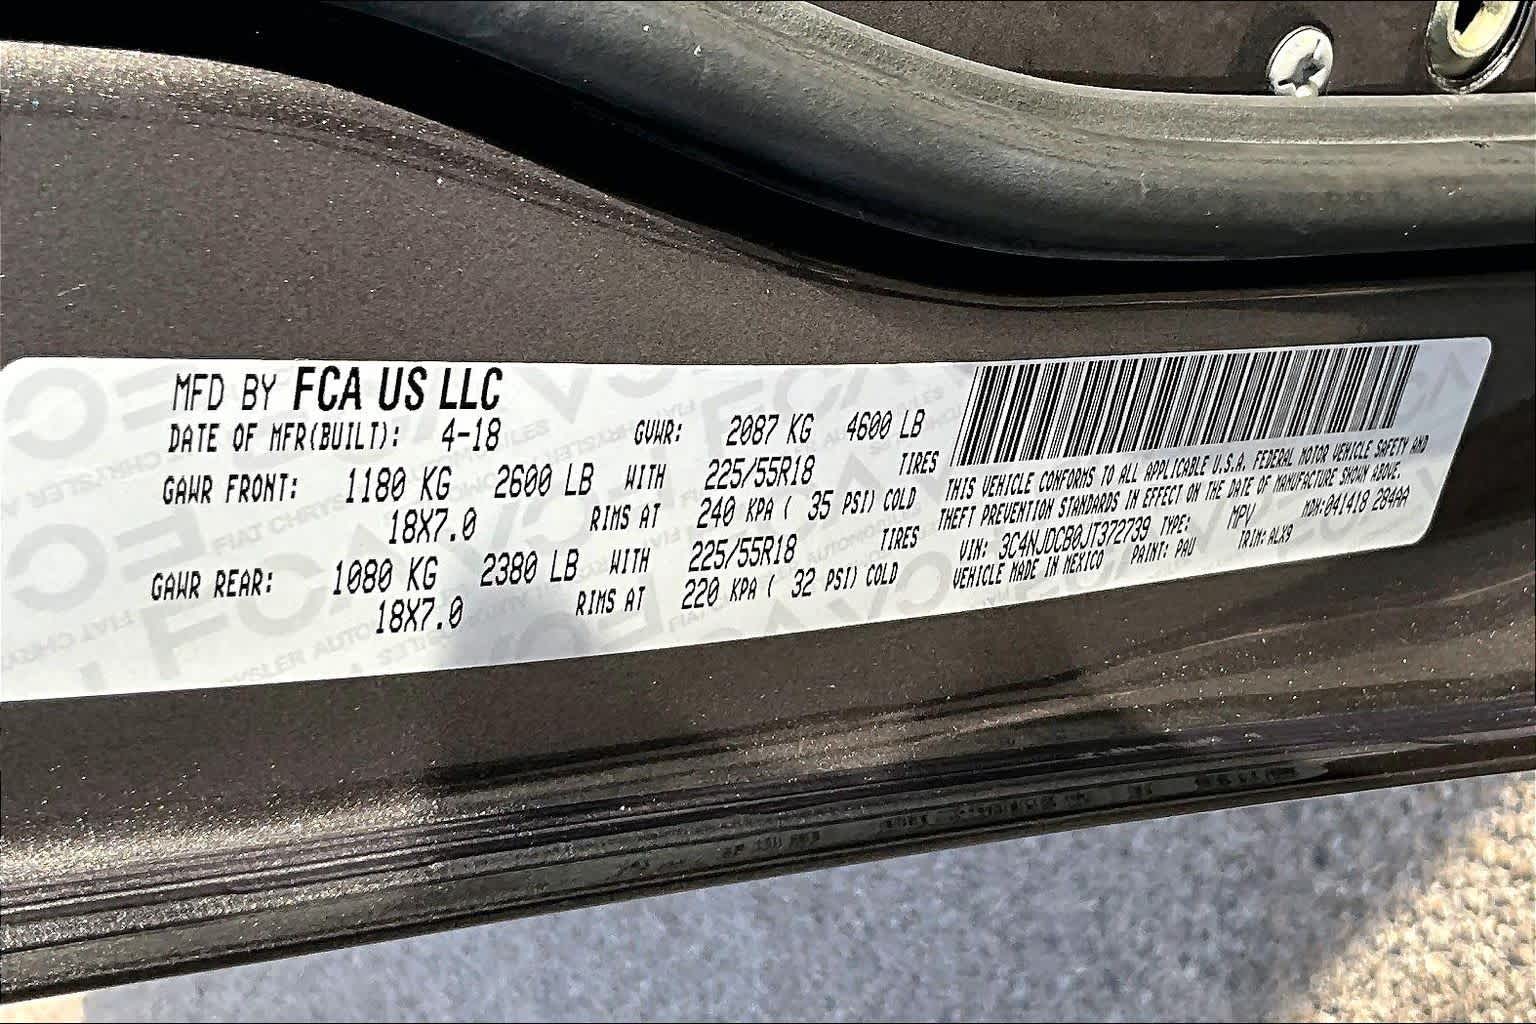 MFD BY FCA US LLC
DATE OF MFR(BUILT): 4-18 GVWR: 2087 KG 4600 LB
GAWR FRONT: 1180 KG 2600 LB WITH 225/55R18 TIRES
18X7.0 RIMS AT 240 KPA ( 35 PSI) COLD
GAWR REAR: 1080 KG 2380 LB WITH 225/55R18 TIRES
18X7.0 RIMS AT 220 KPA ( 32 PSI) COLD
THIS VEHICLE CONFORMS TO ALL APPLICABLE U.S.A. FEDERAL MOTOR VEHICLE SAFETY AND
THEFT PREVENTION STANDARDS IN EFFECT ON THE DATE OF MANUFACTURE SHOWN ABOVE.
VIN: 3C4NJDCB0JT372739 TYPE: MPV MDH:041418 284AA
VEHICLE MADE IN MEXICO PAINT: PAU TRIM:ALX9